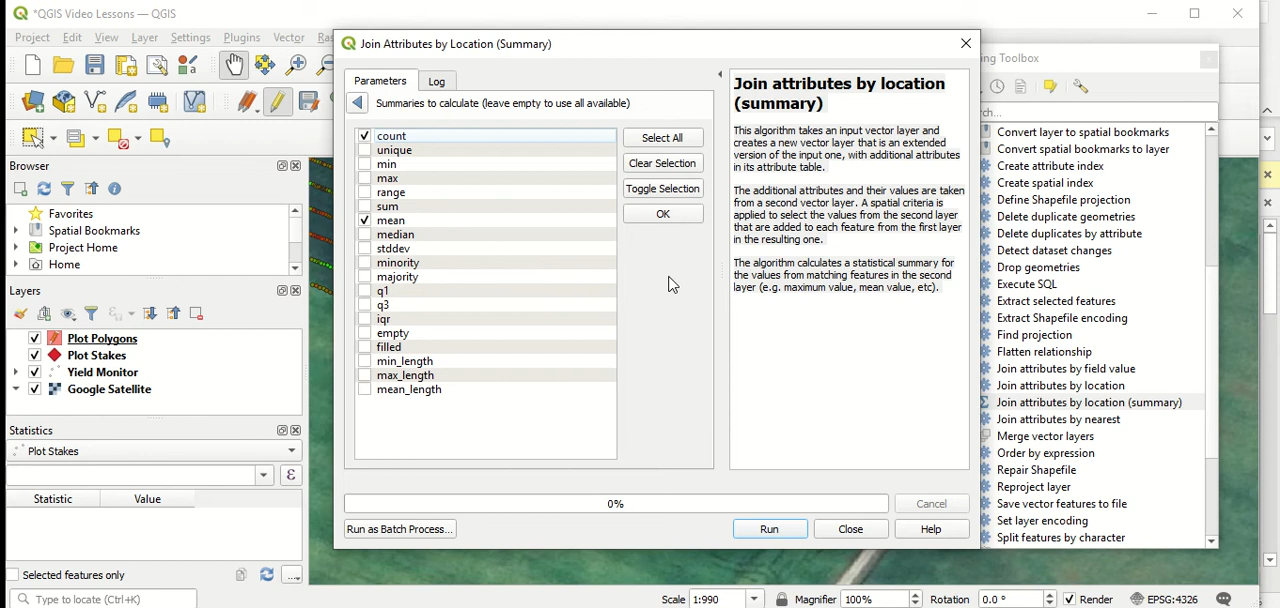 *QGIS Video Lessons — QGIS
Project Edit View Layer Settings Plugins Vector Ras
Browser
Favorites
Spatial Bookmarks
Project Home
Home
Layers
Plot Polygons
Plot Stakes
Yield Monitor
Google Satellite
Statistics
Plot Stakes
ε
Statistic Value
Selected features only
...
Type to locate (Ctrl+K)
Join Attributes by Location (Summary)
Parameters Log
Summaries to calculate (leave empty to use all available)
count
unique
min
max
range
sum
mean
median
stddev
minority
majority
q1
q3
iqr
empty
filled
min_length
max_length
mean_length
Select All
Clear Selection
Toggle Selection
OK
Join attributes by location
(summary)
This algorithm takes an input vector layer and
creates a new vector layer that is an extended
version of the input one, with additional attributes
in its attribute table.
The additional attributes and their values are taken
from a second vector layer. A spatial criteria is
applied to select the values from the second layer
that are added to each feature from the first layer
in the resulting one.
The algorithm calculates a statistical summary for
the values from matching features in the second
layer (e.g. maximum value, mean value, etc).
0% Cancel
Run as Batch Process... Run Close Help
ing Toolbox
ch...
Convert layer to spatial bookmarks
Convert spatial bookmarks to layer
Create attribute index
Create spatial index
Define Shapefile projection
Delete duplicate geometries
Delete duplicates by attribute
Detect dataset changes
Drop geometries
Execute SQL
Extract selected features
Extract Shapefile encoding
Find projection
Flatten relationship
Join attributes by field value
Join attributes by location
Join attributes by location (summary)
Join attributes by nearest
Merge vector layers
Order by expression
Repair Shapefile
Reproject layer
Save vector features to file
Set layer encoding
Split features by character
Scale 1:990 Magnifier 100% Rotation 0.0 ° Render EPSG:4326